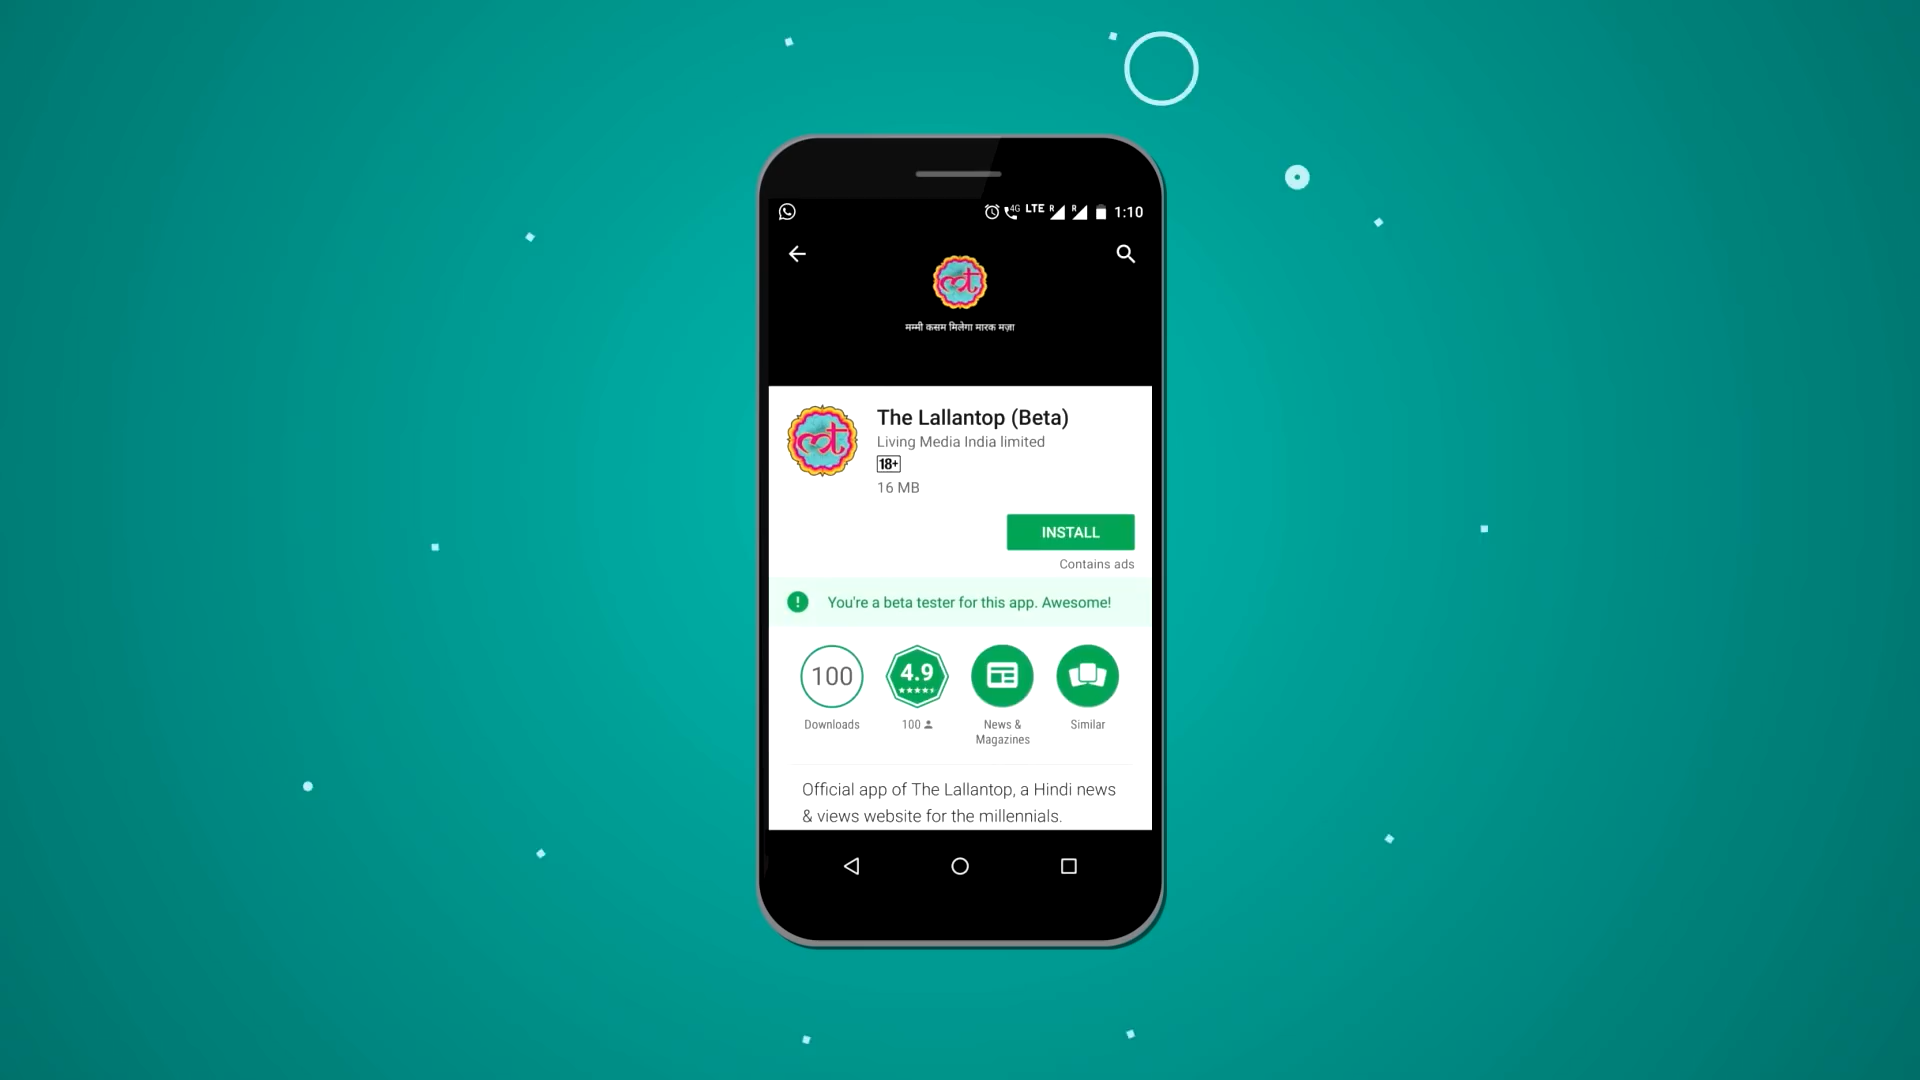 4G LTE R R 1:10
मम्मी कसम मिलेगा मारक मज़ा
The Lallantop (Beta)
Living Media India limited
18+
16 MB
INSTALL
Contains ads
You're a beta tester for this app. Awesome!
100
4.9
Downloads
100
News &
Magazines
Similar
Official app of The Lallantop, a Hindi news
& views website for the millennials.